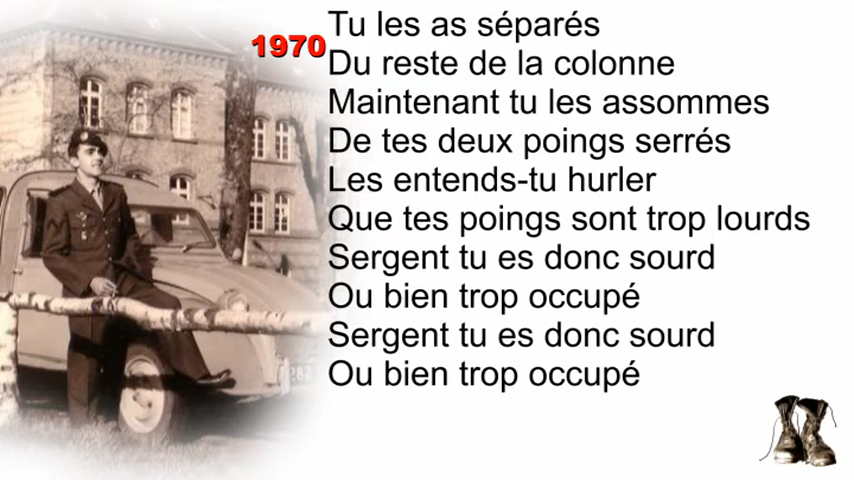 1970
Tu les as séparés
Du reste de la colonne
Maintenant tu les assommes
De tes deux poings serrés
Les entends-tu hurler
Que tes poings sont trop lourds
Sergent tu es donc sourd
Ou bien trop occupé
Sergent tu es donc sourd
Ou bien trop occupé